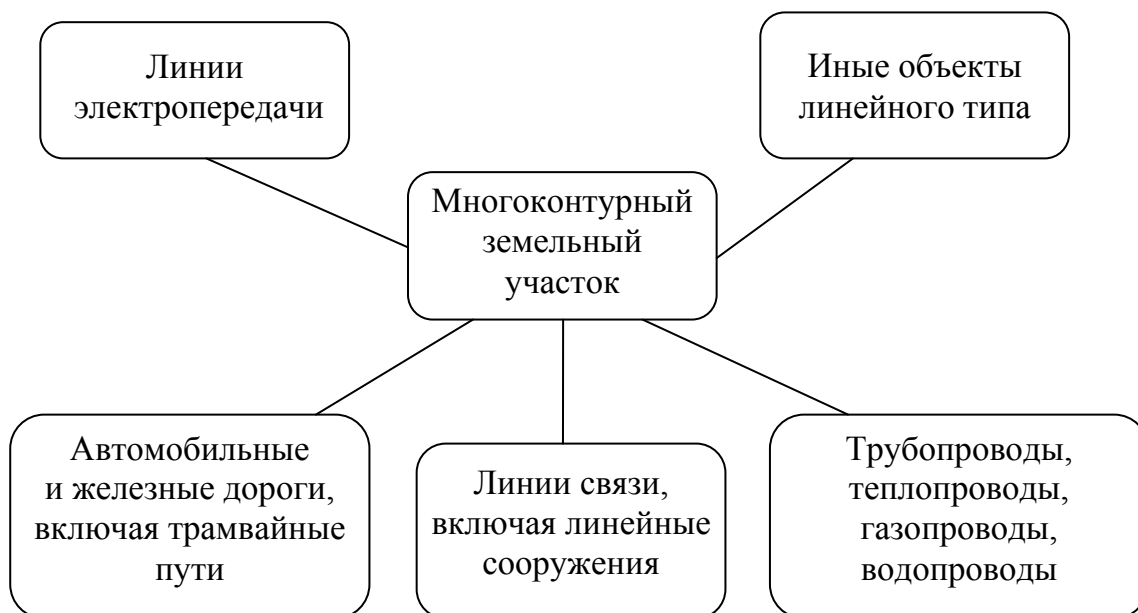 Линии
электропередачи
Иные объекты
линейного типа
Многоконтурный
земельный
участок
Автомобильные
и железные дороги,
включая трамвайные
пути
Линии связи,
включая линейные
сооружения
Трубопроводы,
теплопроводы,
газопроводы,
водопроводы